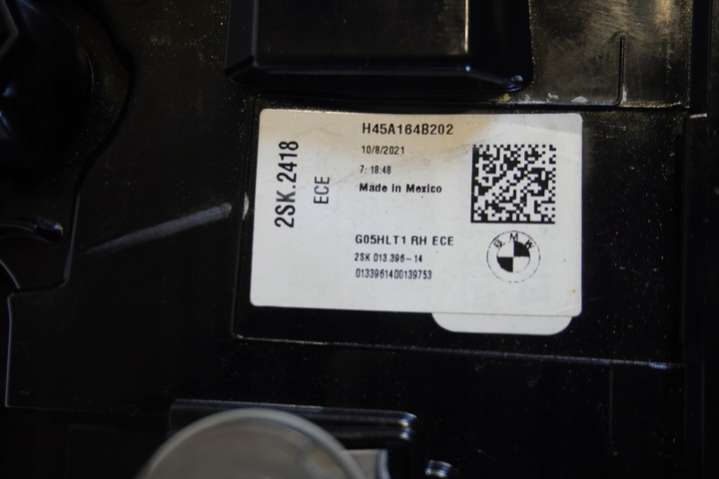 2SK.2418
ECE
H45A164B202
10/8/2021
7: 18:48
Made in Mexico
G05HLT1 RH ECE
2SK 013.396-14
0133961400139753
BMW